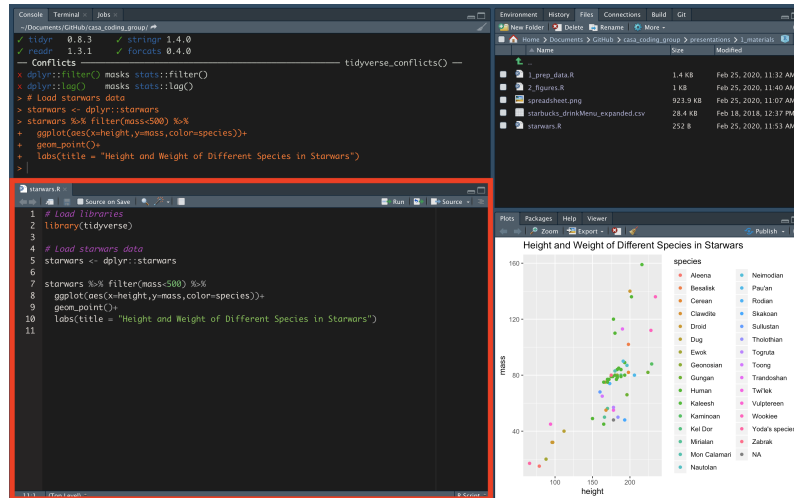 Console Terminal × Jobs ×
~/Documents/GitHub/casa_coding_group/
✓ tidyr 0.8.3 ✓ stringr 1.4.0
✓ readr 1.3.1 ✓ forcats 0.4.0
— Conflicts ——— tidyverse_conflicts() —
x dplyr::filter() masks stats::filter()
x dplyr::lag() masks stats::lag()
> # Load starwars data
> starwars <- dplyr::starwars
> starwars %>% filter(mass<500) %>%
+ ggplot(aes(x=height,y=mass,color=species))+
+ geom_point()+
+ labs(title = "Height and Weight of Different Species in Starwars")
>
starwars.R ×
Source on Save Run Source
1 # Load libraries
2 library(tidyverse)
3
4 # Load starwars data
5 starwars <- dplyr::starwars
6
7 starwars %>% filter(mass<500) %>%
8 ggplot(aes(x=height,y=mass,color=species))+
9 geom_point()+
10 labs(title = "Height and Weight of Different Species in Starwars")
11
11:1 (Top Level) R Script
Environment History Files Connections Build Git
New Folder Delete Rename More
Home > Documents > GitHub > casa_coding_group > presentations > 1_materials
Name Size Modified
..
1_prep_data.R 1.4 KB Feb 25, 2020, 11:32 AM
2_figures.R 1 KB Feb 25, 2020, 11:40 AM
spreadsheet.png 923.9 KB Feb 25, 2020, 11:07 AM
starbucks_drinkMenu_expanded.csv 28.4 KB Feb 18, 2018, 12:37 PM
starwars.R 252 B Feb 25, 2020, 11:53 AM
Plots Packages Help Viewer
Zoom Export Publish
Height and Weight of Different Species in Starwars
mass
160
120
80
40
100 150 200
height
species
Aleena
Besalisk
Cerean
Clawdite
Droid
Dug
Ewok
Geonosian
Gungan
Human
Kaleesh
Kaminoan
Kel Dor
Mirialan
Mon Calamari
Nautolan
Neimodian
Pau'an
Rodian
Skakoan
Sullustan
Tholothian
Togruta
Toong
Trandoshan
Twi'lek
Vulptereen
Wookiee
Yoda's species
Zabrak
NA